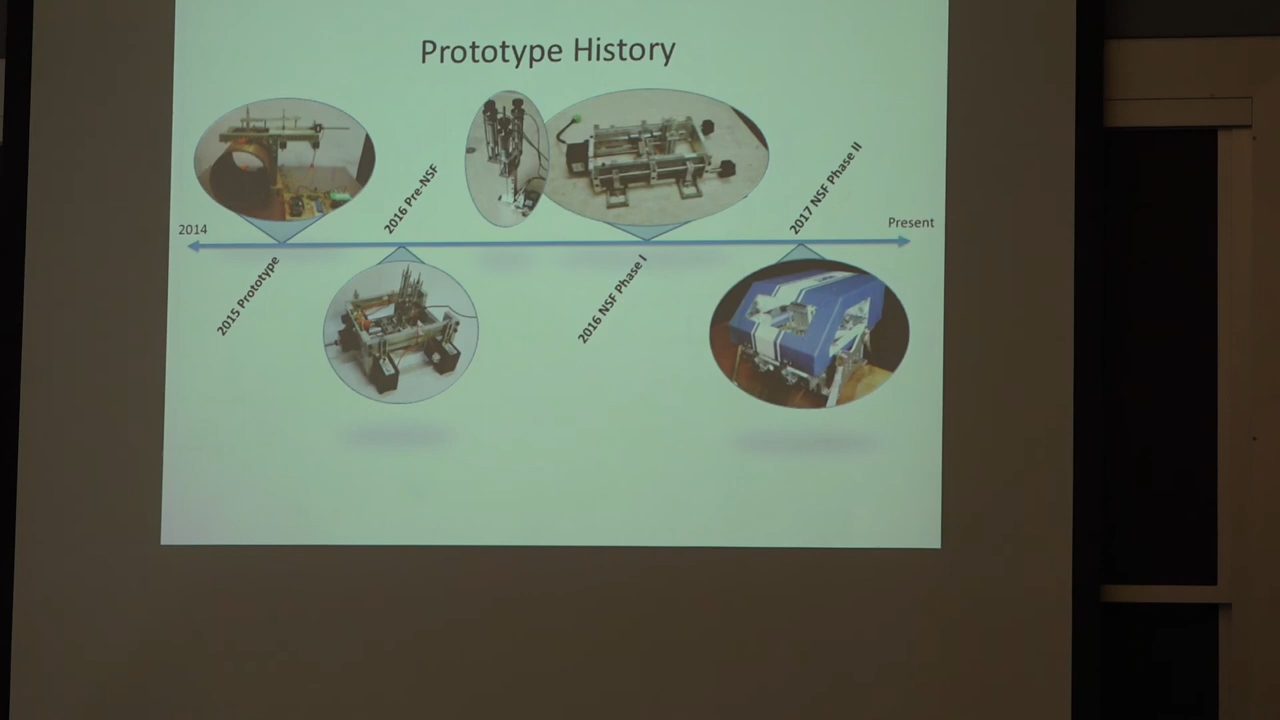 Prototype History
2014
2015 Prototype
2016 Pre-NSF
2016 NSF Phase I
2017 NSF Phase II
Present